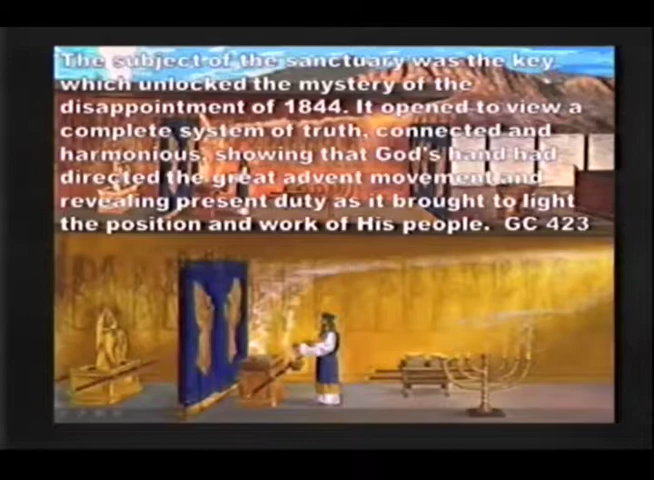 The subject of the sanctuary was the key
which unlocked the mystery of the
disappointment of 1844. It opened to view a
complete system of truth, connected and
harmonious, showing that God's hand had
directed the great advent movement and
revealing present duty as it brought to light
the position and work of His people. GC 423